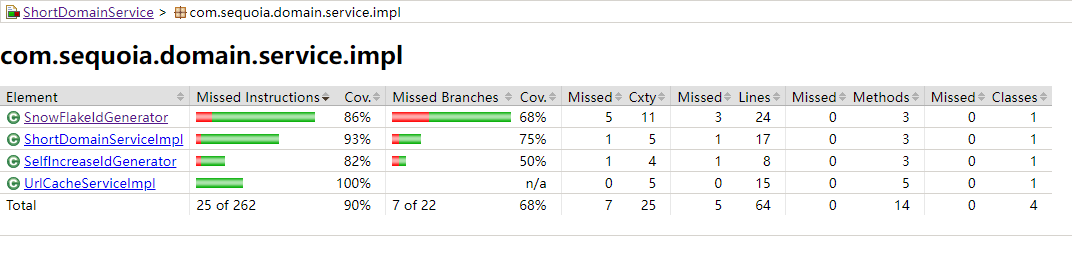 ShortDomainService > com.sequoia.domain.service.impl
com.sequoia.domain.service.impl
Element Missed Instructions Cov. Missed Branches Cov. Missed Cxty Missed Lines Missed Methods Missed Classes
SnowFlakeIdGenerator 86% 68% 5 11 3 24 0 3 0 1
ShortDomainServiceImpl 93% 75% 1 5 1 17 0 3 0 1
SelfIncreaseIdGenerator 82% 50% 1 4 1 8 0 3 0 1
UrlCacheServiceImpl 100% n/a 0 5 0 15 0 5 0 1
Total 25 of 262 90% 7 of 22 68% 7 25 5 64 0 14 0 4